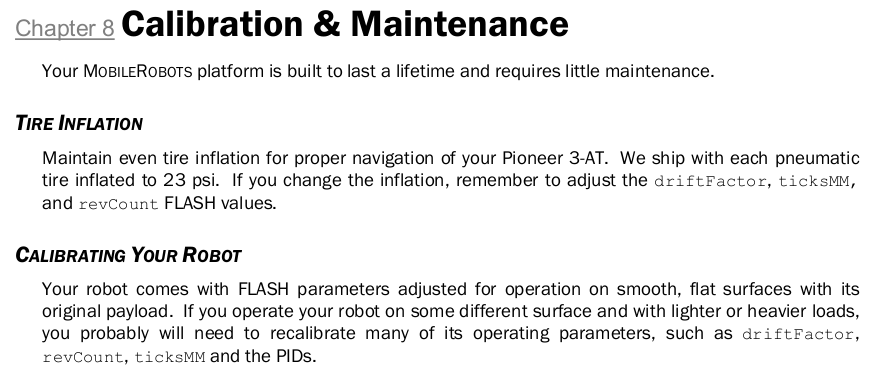 Chapter 8 Calibration & Maintenance
Your MOBILEROBOTS platform is built to last a lifetime and requires little maintenance.
TIRE INFLATION
Maintain even tire inflation for proper navigation of your Pioneer 3-AT. We ship with each pneumatic
tire inflated to 23 psi. If you change the inflation, remember to adjust the driftFactor, ticksMM,
and revCount FLASH values.
CALIBRATING YOUR ROBOT
Your robot comes with FLASH parameters adjusted for operation on smooth, flat surfaces with its
original payload. If you operate your robot on some different surface and with lighter or heavier loads,
you probably will need to recalibrate many of its operating parameters, such as driftFactor,
revCount, ticksMM and the PIDs.